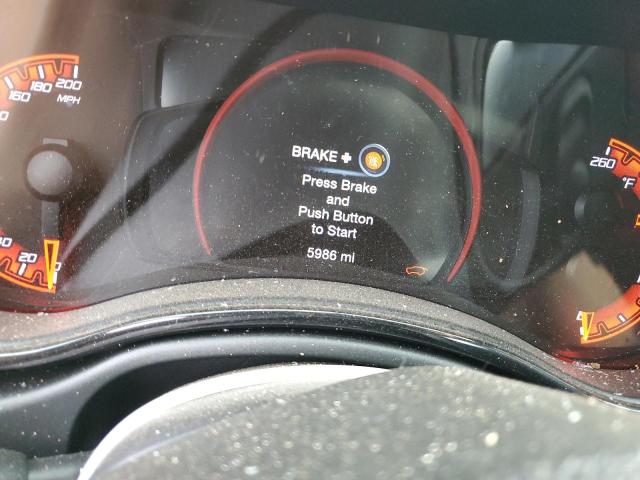 200
180
160
MPH
20
260
°F
BRAKE +
Press Brake
and
Push Button
to Start
5986 mi